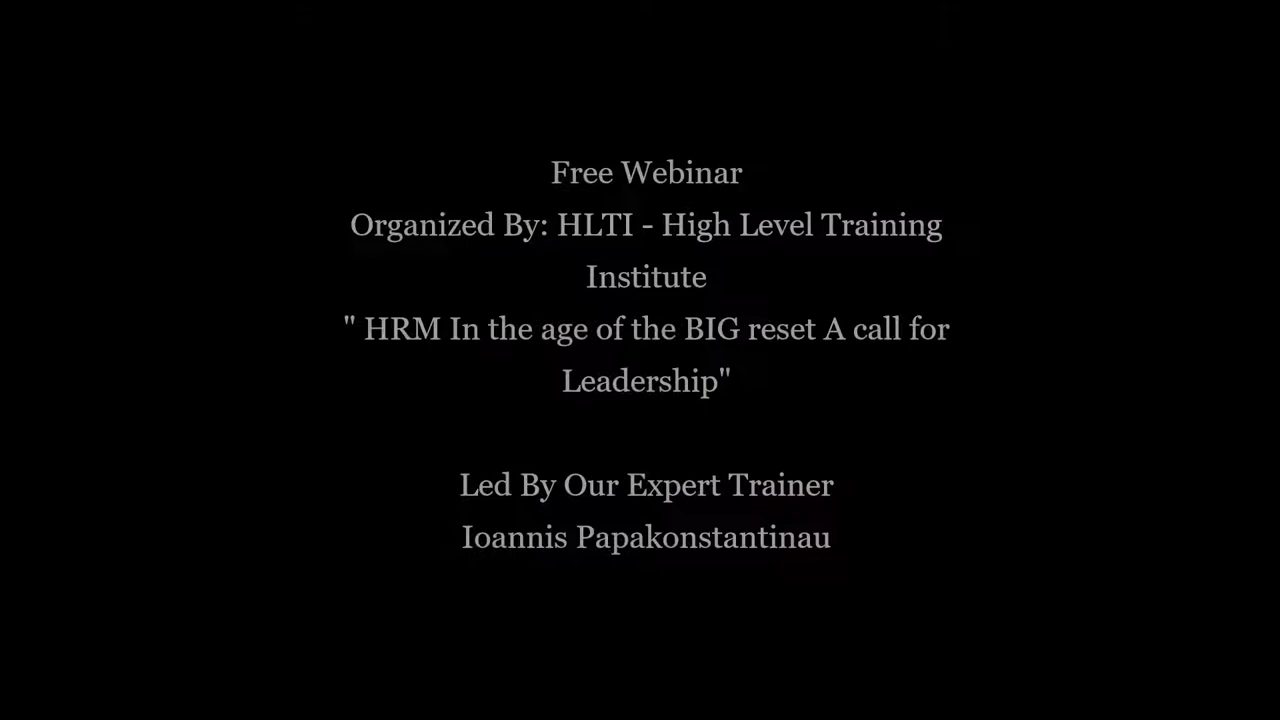 Free Webinar
Organized By: HLTI - High Level Training
Institute
" HRM In the age of the BIG reset A call for
Leadership"
Led By Our Expert Trainer
Ioannis Papakonstantinau